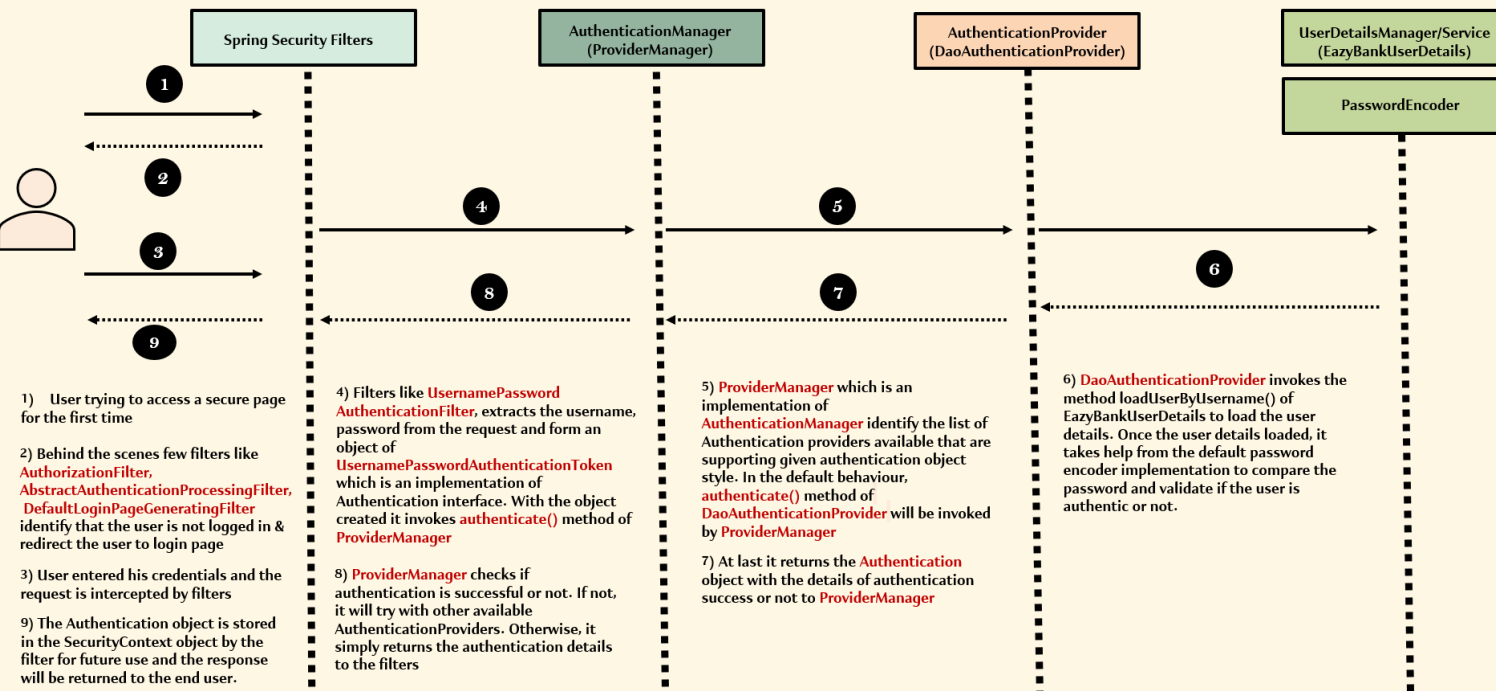 Spring Security Filters
AuthenticationManager
(ProviderManager)
AuthenticationProvider
(DaoAuthenticationProvider)
UserDetailsManager/Service
(EazyBankUserDetails)
PasswordEncoder
1
2
3
4
5
6
7
8
9
1) User trying to access a secure page
for the first time
2) Behind the scenes few filters like
AuthorizationFilter,
AbstractAuthenticationProcessingFilter,
DefaultLoginPageGeneratingFilter
identify that the user is not logged in &
redirect the user to login page
3) User entered his credentials and the
request is intercepted by filters
9) The Authentication object is stored
in the SecurityContext object by the
filter for future use and the response
will be returned to the end user.
4) Filters like UsernamePassword
AuthenticationFilter, extracts the username,
password from the request and form an
object of
UsernamePasswordAuthenticationToken
which is an implementation of
Authentication interface. With the object
created it invokes authenticate() method of
ProviderManager
8) ProviderManager checks if
authentication is successful or not. If not,
it will try with other available
AuthenticationProviders. Otherwise, it
simply returns the authentication details
to the filters
5) ProviderManager which is an
implementation of
AuthenticationManager identify the list of
Authentication providers available that are
supporting given authentication object
style. In the default behaviour,
authenticate() method of
DaoAuthenticationProvider will be invoked
by ProviderManager
7) At last it returns the Authentication
object with the details of authentication
success or not to ProviderManager
6) DaoAuthenticationProvider invokes the
method loadUserByUsername() of
EazyBankUserDetails to load the user
details. Once the user details loaded, it
takes help from the default password
encoder implementation to compare the
password and validate if the user is
authentic or not.